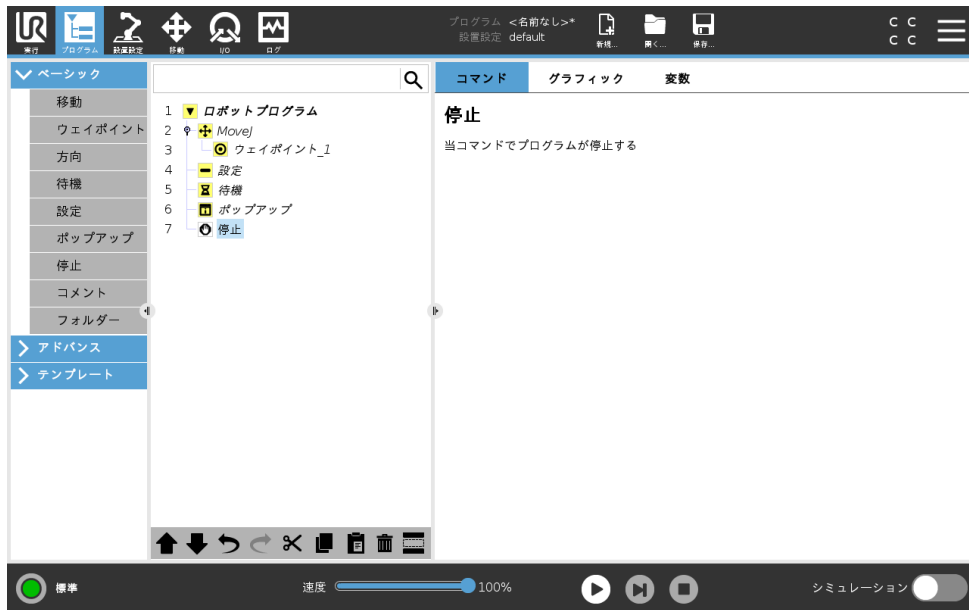 UR
実行
プログラム
設置設定
移動
I/O
ログ
プログラム <名前なし>*
設置設定 default
新規...
開く...
保存...
C C
C C
ベーシック
移動
ウェイポイント
方向
待機
設定
ポップアップ
停止
コメント
フォルダー
アドバンス
テンプレート
1 ロボットプログラム
2 MoveJ
3 ウェイポイント_1
4 設定
5 待機
6 ポップアップ
7 停止
コマンド グラフィック 変数
停止
当コマンドでプログラムが停止する
標準
速度 100%
シミュレーション